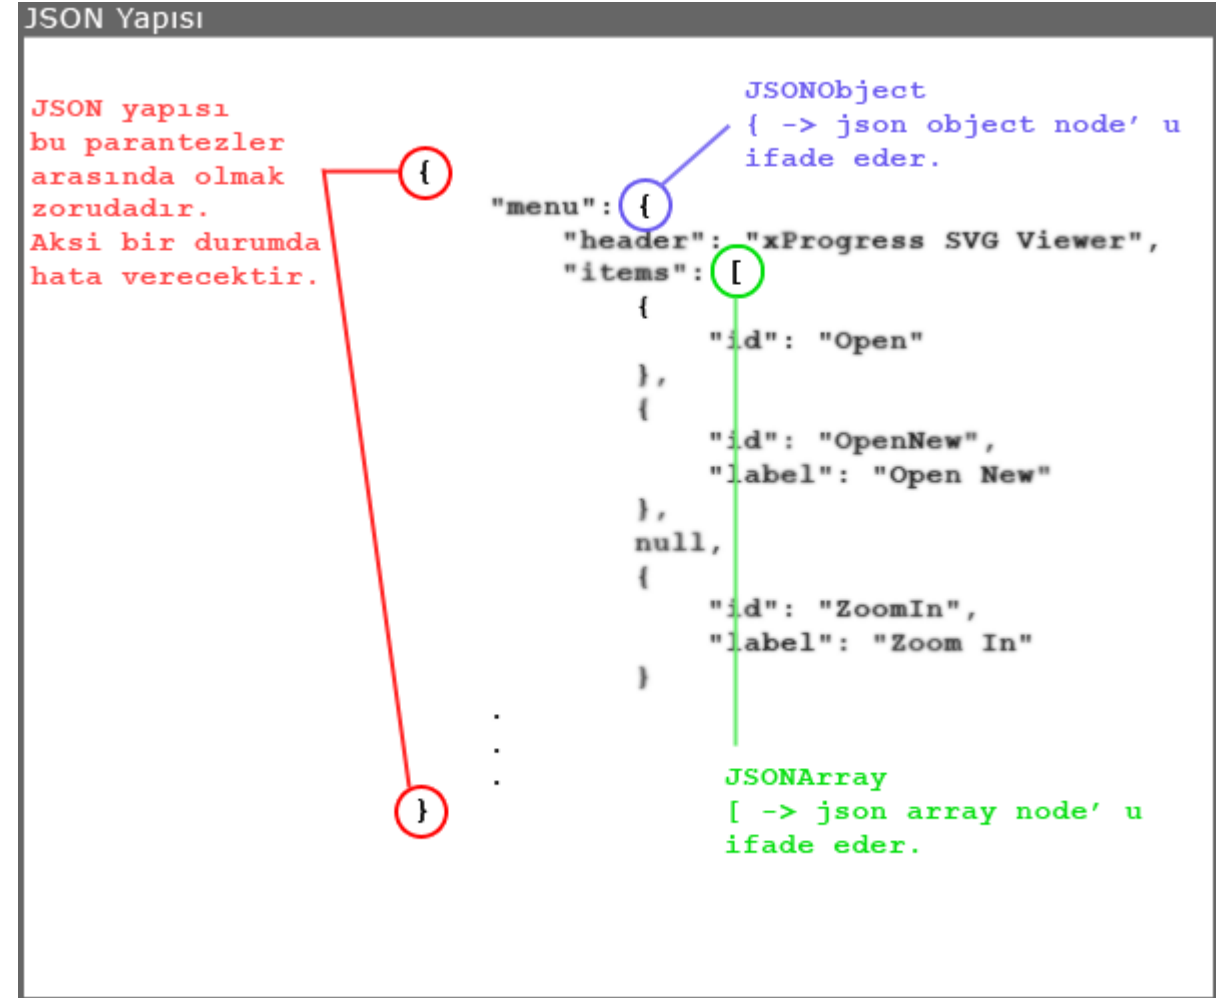 JSON Yapısı
JSON yapısı
bu parantezler
arasında olmak
zorudadır.
Aksi bir durumda
hata verecektir.
JSONObject
{ -> json object node’ u
ifade eder.
{
"menu": {
"header": "xProgress SVG Viewer",
"items": [
{
"id": "Open"
},
{
"id": "OpenNew",
"label": "Open New"
},
null,
{
"id": "ZoomIn",
"label": "Zoom In"
}
.
.
.
}
JSONArray
[ -> json array node’ u
ifade eder.